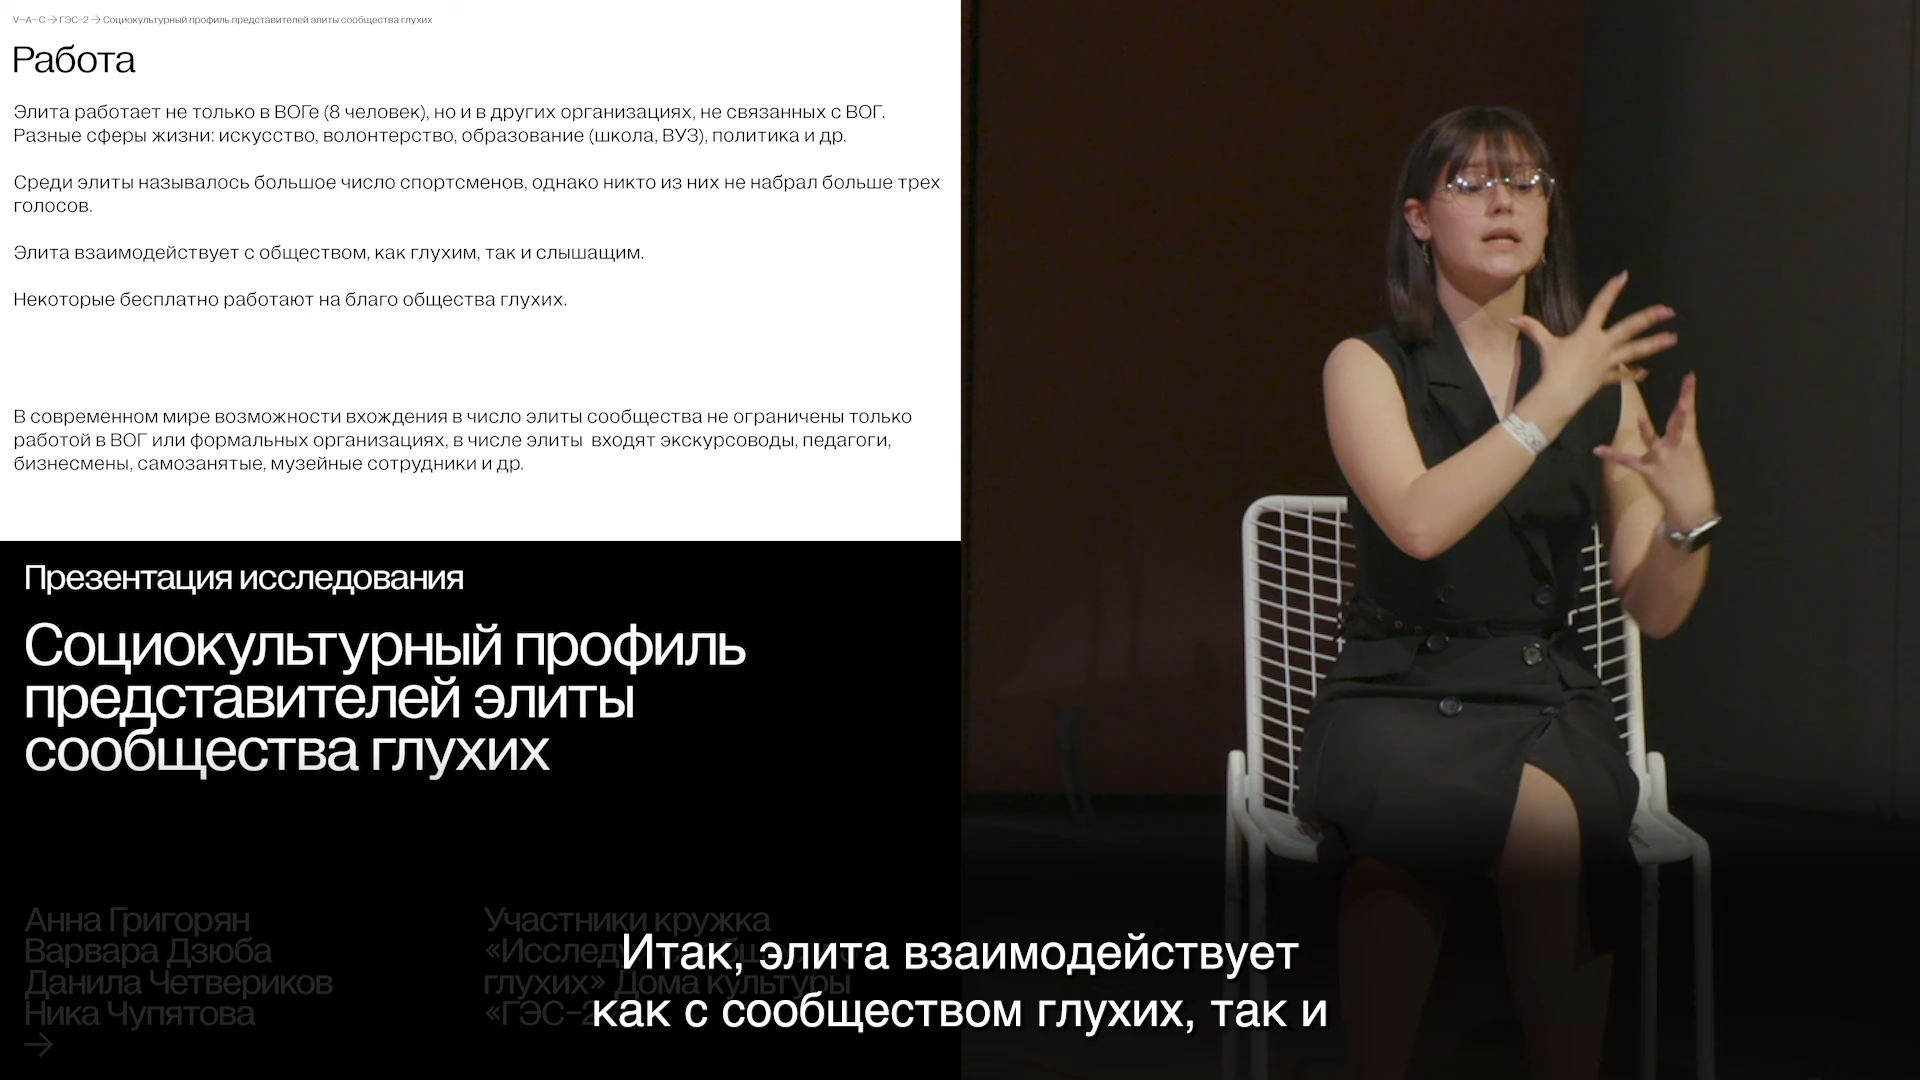 V–A–C → ГЭС-2 → Социокультурный профиль представителей элиты сообщества глухих
Работа
Элита работает не только в ВОГе (8 человек), но и в других организациях, не связанных с ВОГ.
Разные сферы жизни: искусство, волонтерство, образование (школа, ВУЗ), политика и др.
Среди элиты называлось большое число спортсменов, однако никто из них не набрал больше трех
голосов.
Элита взаимодействует с обществом, как глухим, так и слышащим.
Некоторые бесплатно работают на благо общества глухих.
В современном мире возможности вхождения в число элиты сообщества не ограничены только
работой в ВОГ или формальных организациях, в числе элиты входят экскурсоводы, педагоги,
бизнесмены, самозанятые, музейные сотрудники и др.
Презентация исследования
Социокультурный профиль
представителей элиты
сообщества глухих
Анна Григорян
Варвара Дзюба
Данила Четвериков
Ника Чупятова
→
Участники кружка
глухих» Дома культуры
«ГЭС-2
Итак, элита взаимодействует
как с сообществом глухих, так и